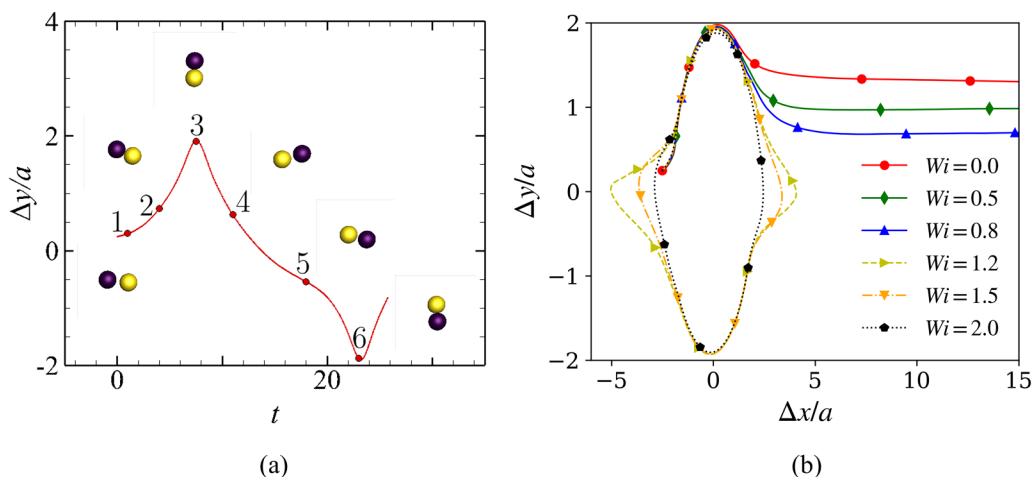 4
2
0
-2
Δy/a
1
2
3
4
5
6
0
20
t
(a)
2
1
0
−1
−2
Δy/a
Wi = 0.0
Wi = 0.5
Wi = 0.8
Wi = 1.2
Wi = 1.5
Wi = 2.0
−5
0
5
10
15
Δx/a
(b)